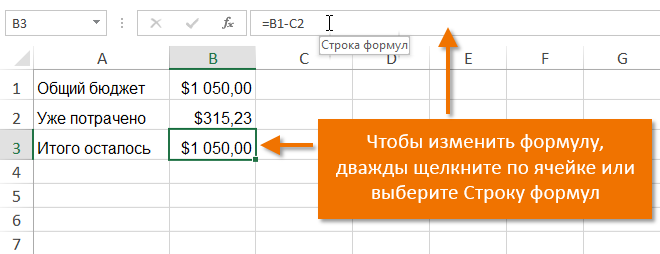 B3
fx
=B1-C2
Строка формул
A B C D E F G
1 Общий бюджет $1 050,00
2 Уже потрачено $315,23
3 Итого осталось $1 050,00
4
5
6
7
Чтобы изменить формулу,
дважды щелкните по ячейке или
выберите Строку формул